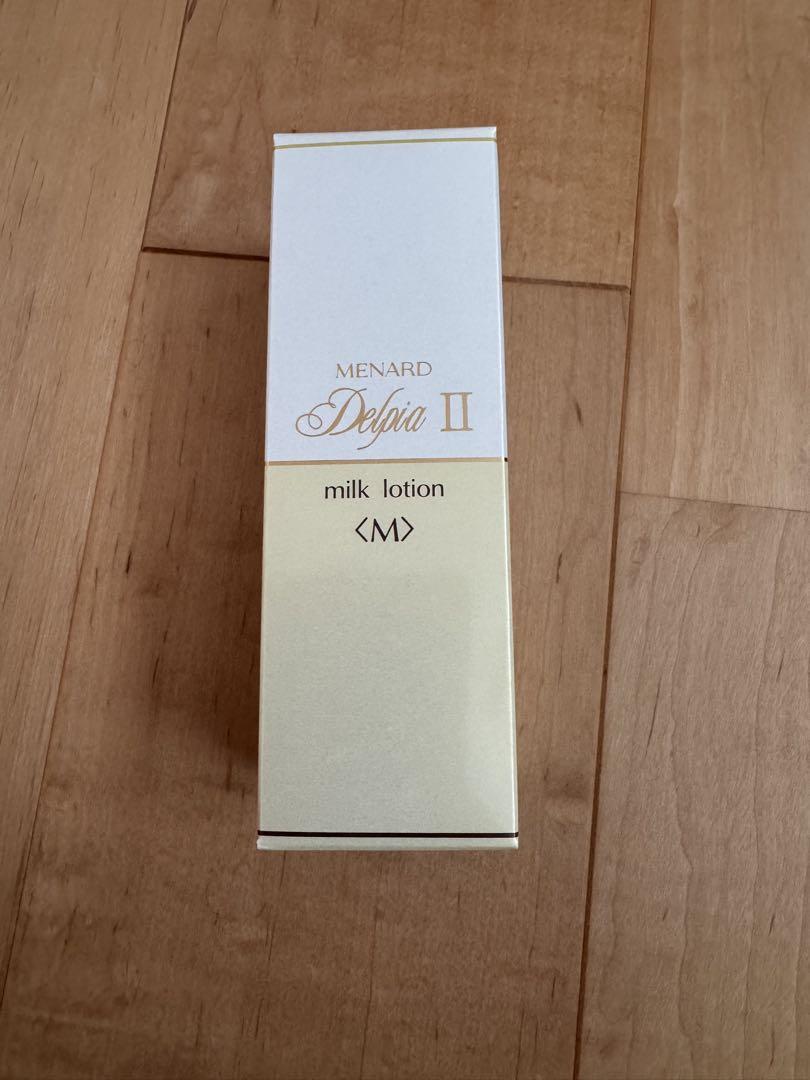 MENARD
Delpia II
milk lotion
〈M〉